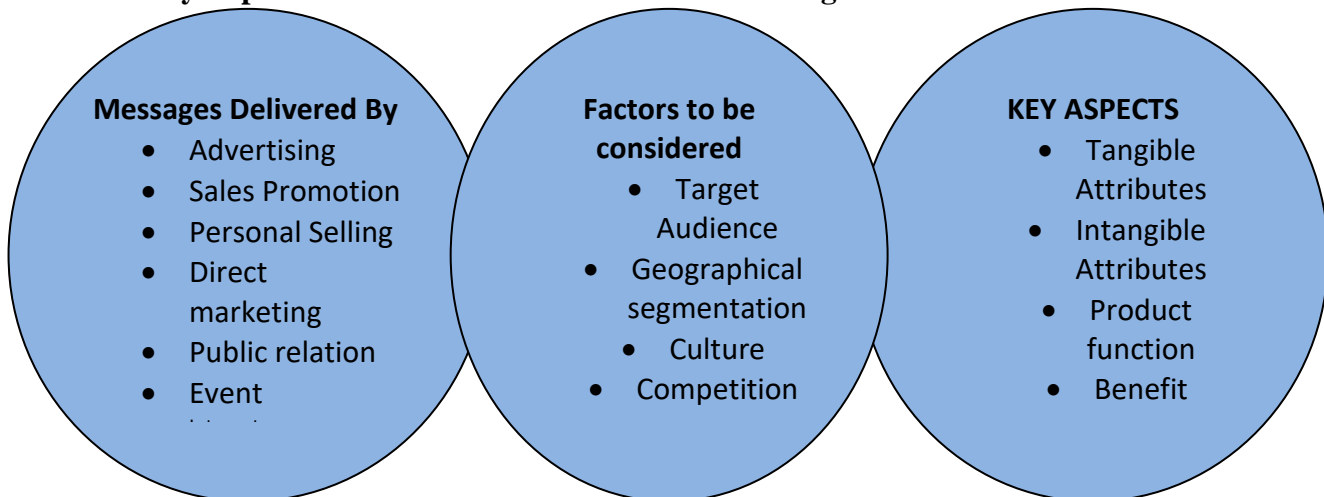 Messages Delivered By
• Advertising
• Sales Promotion
• Personal Selling
• Direct
marketing
• Public relation
• Event
Factors to be
considered
• Target
Audience
• Geographical
segmentation
• Culture
• Competition
KEY ASPECTS
• Tangible
Attributes
• Intangible
Attributes
• Product
function
• Benefit